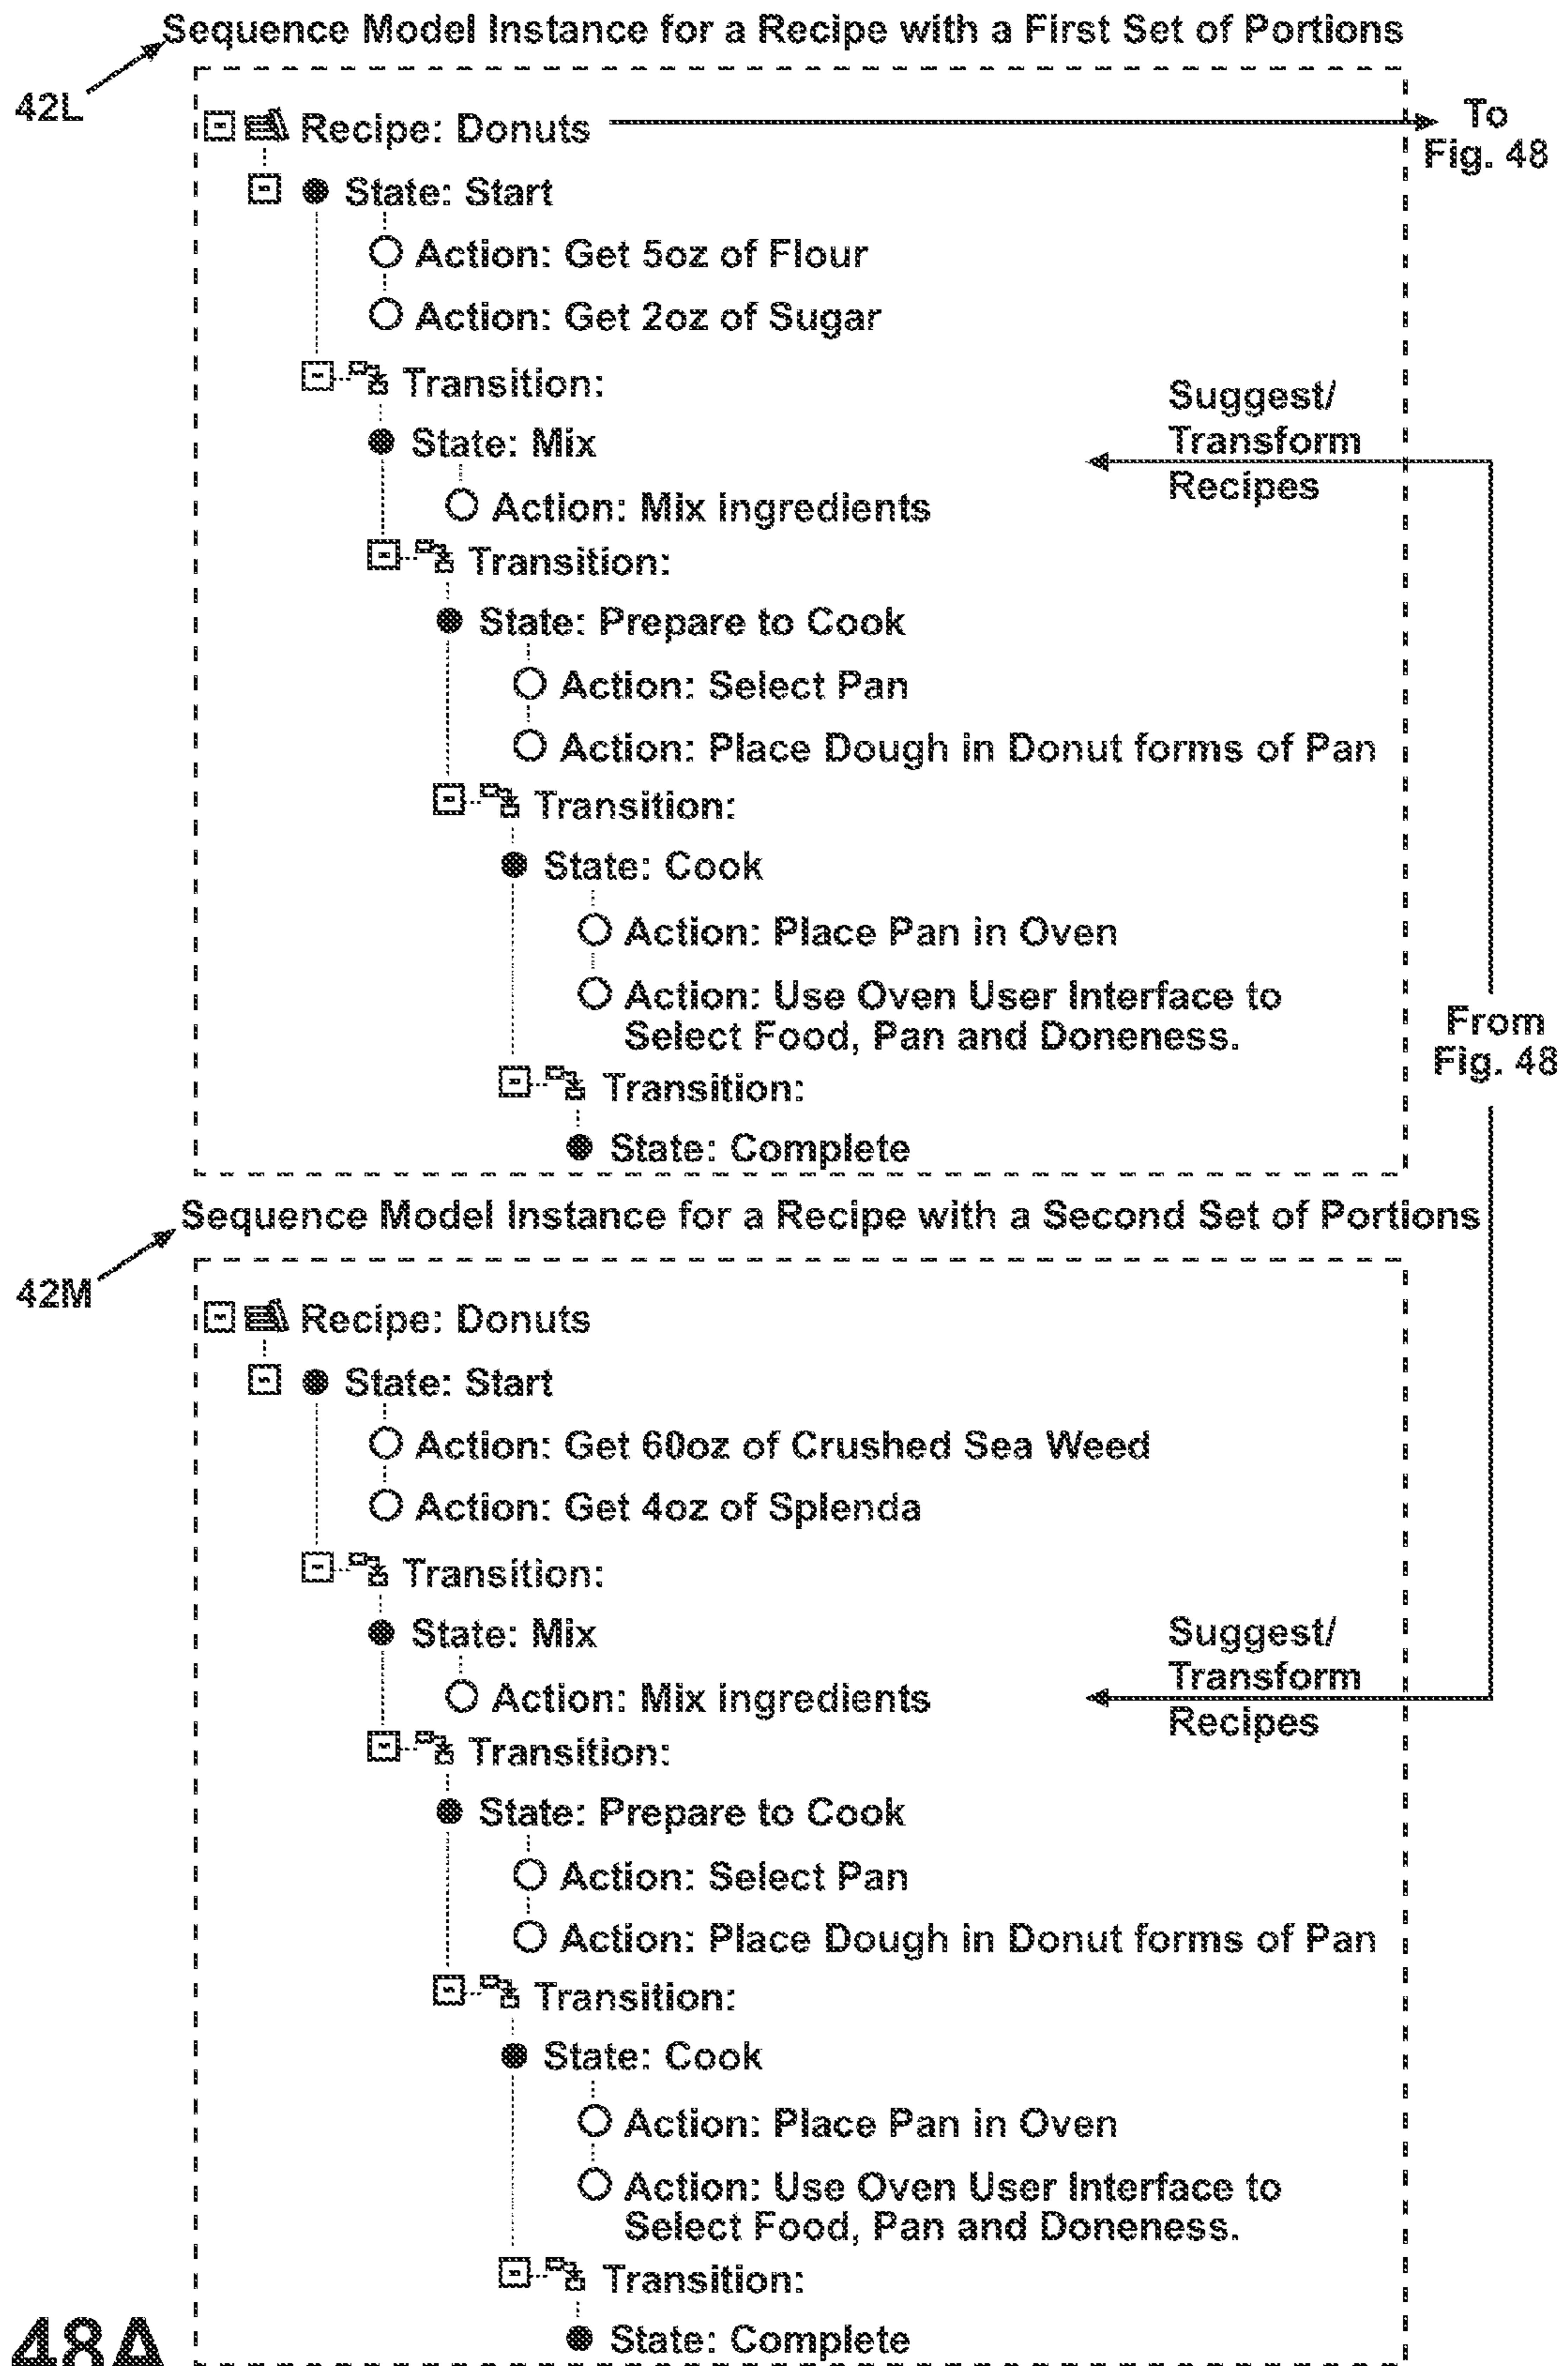 Sequence Model Instance for a Recipe with a First Set of Portions
42L
Recipe: Donuts
To
Fig. 48
State: Start
Action: Get 5oz of Flour
Action: Get 2oz of Sugar
Transition:
State: Mix
Suggest/
Transform
Recipes
Action: Mix ingredients
Transition:
State: Prepare to Cook
Action: Select Pan
Action: Place Dough in Donut forms of Pan
Transition:
State: Cook
Action: Place Pan in Oven
Action: Use Oven User Interface to
Select Food, Pan and Doneness.
From
Fig. 48
Transition:
State: Complete
Sequence Model Instance for a Recipe with a Second Set of Portions
42M
Recipe: Donuts
State: Start
Action: Get 60oz of Crushed Sea Weed
Action: Get 4oz of Splenda
Transition:
State: Mix
Suggest/
Transform
Recipes
Action: Mix ingredients
Transition:
State: Prepare to Cook
Action: Select Pan
Action: Place Dough in Donut forms of Pan
Transition:
State: Cook
Action: Place Pan in Oven
Action: Use Oven User Interface to
Select Food, Pan and Doneness.
Transition:
State: Complete
48A